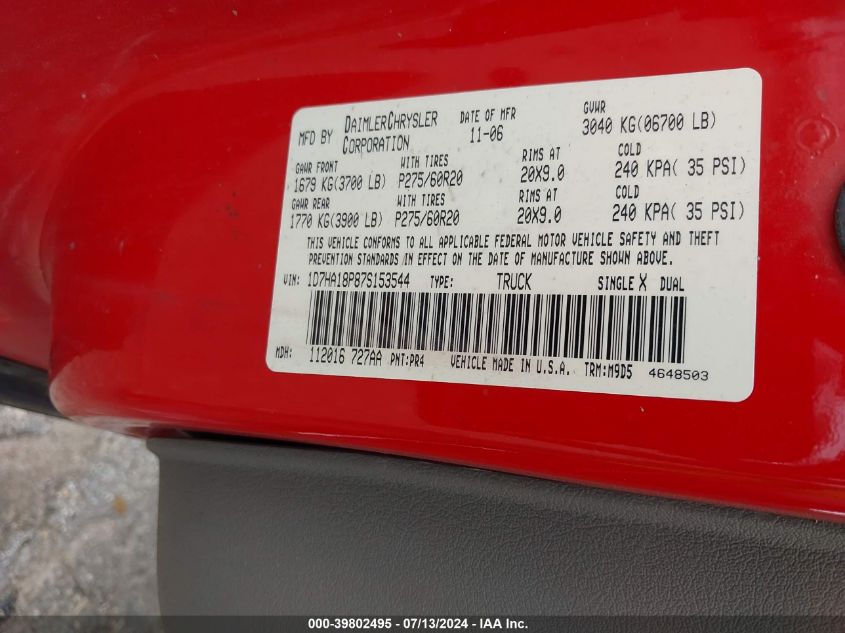 MFD BY DAIMLERCHRYSLER CORPORATION DATE OF MFR 11-06 GVWR 3040 KG(06700 LB)
GAWR FRONT WITH TIRES RIMS AT COLD
1679 KG(3700 LB) P275/60R20 20X9.0 240 KPA( 35 PSI)
GAWR REAR WITH TIRES RIMS AT COLD
1770 KG(3900 LB) P275/60R20 20X9.0 240 KPA( 35 PSI)
THIS VEHICLE CONFORMS TO ALL APPLICABLE FEDERAL MOTOR VEHICLE SAFETY AND THEFT
PREVENTION STANDARDS IN EFFECT ON THE DATE OF MANUFACTURE SHOWN ABOVE.
VIN: 1D7HA18P87S153544 TYPE: TRUCK SINGLE X DUAL
MDH: 112016 727AA PNT:PR4 VEHICLE MADE IN U.S.A. TRM:M9D5 4648503
000-39802495 - 07/13/2024 - IAA Inc.